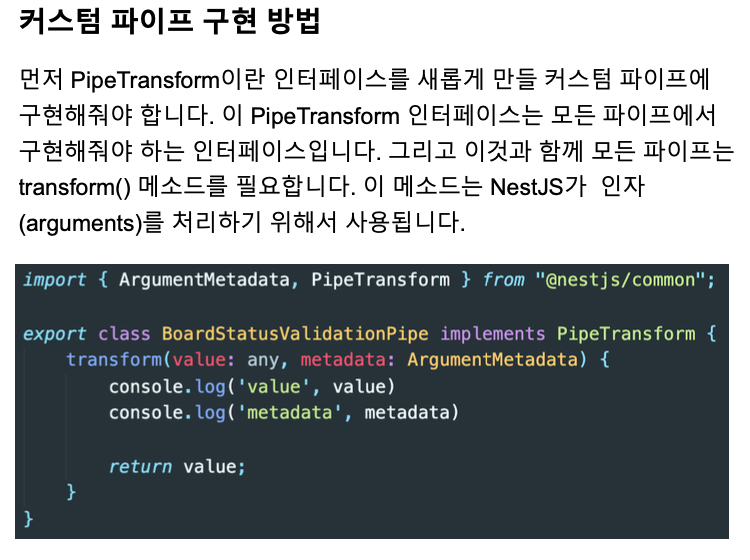 커스텀 파이프 구현 방법
먼저 PipeTransform이란 인터페이스를 새롭게 만들 커스텀 파이프에
구현해줘야 합니다. 이 PipeTransform 인터페이스는 모든 파이프에서
구현해줘야 하는 인터페이스입니다. 그리고 이것과 함께 모든 파이프는
transform() 메소드를 필요합니다. 이 메소드는 NestJS가  인자
(arguments)를 처리하기 위해서 사용됩니다.
import { ArgumentMetadata, PipeTransform } from "@nestjs/common";
export class BoardStatusValidationPipe implements PipeTransform {
    transform(value: any, metadata: ArgumentMetadata) {
        console.log('value', value)
        console.log('metadata', metadata)
        return value;
    }
}